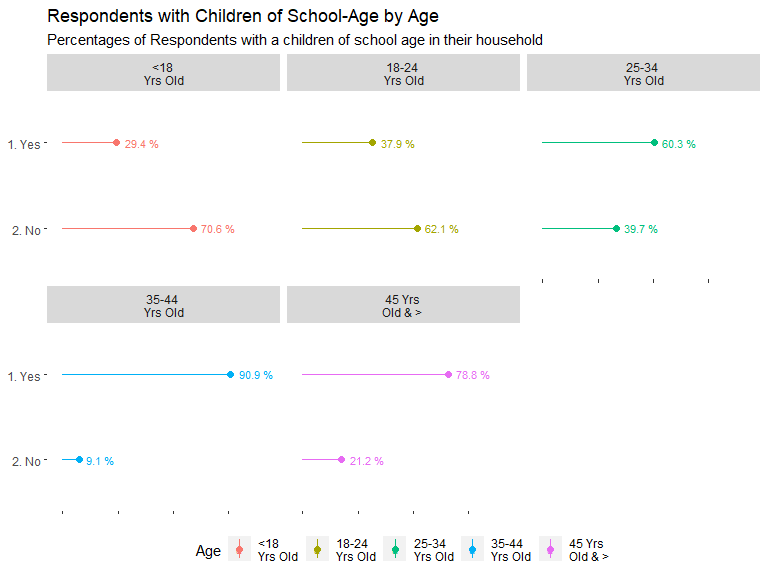 Respondents with Children of School-Age by Age
Percentages of Respondents with a children of school age in their household
<18
Yrs Old
18-24
Yrs Old
25-34
Yrs Old
1. Yes
29.4 %
37.9 %
60.3 %
2. No
70.6 %
62.1 %
39.7 %
35-44
Yrs Old
45 Yrs
Old & >
1. Yes
90.9 %
78.8 %
2. No
9.1 %
21.2 %
Age
<18
Yrs Old
18-24
Yrs Old
25-34
Yrs Old
35-44
Yrs Old
45 Yrs
Old & >